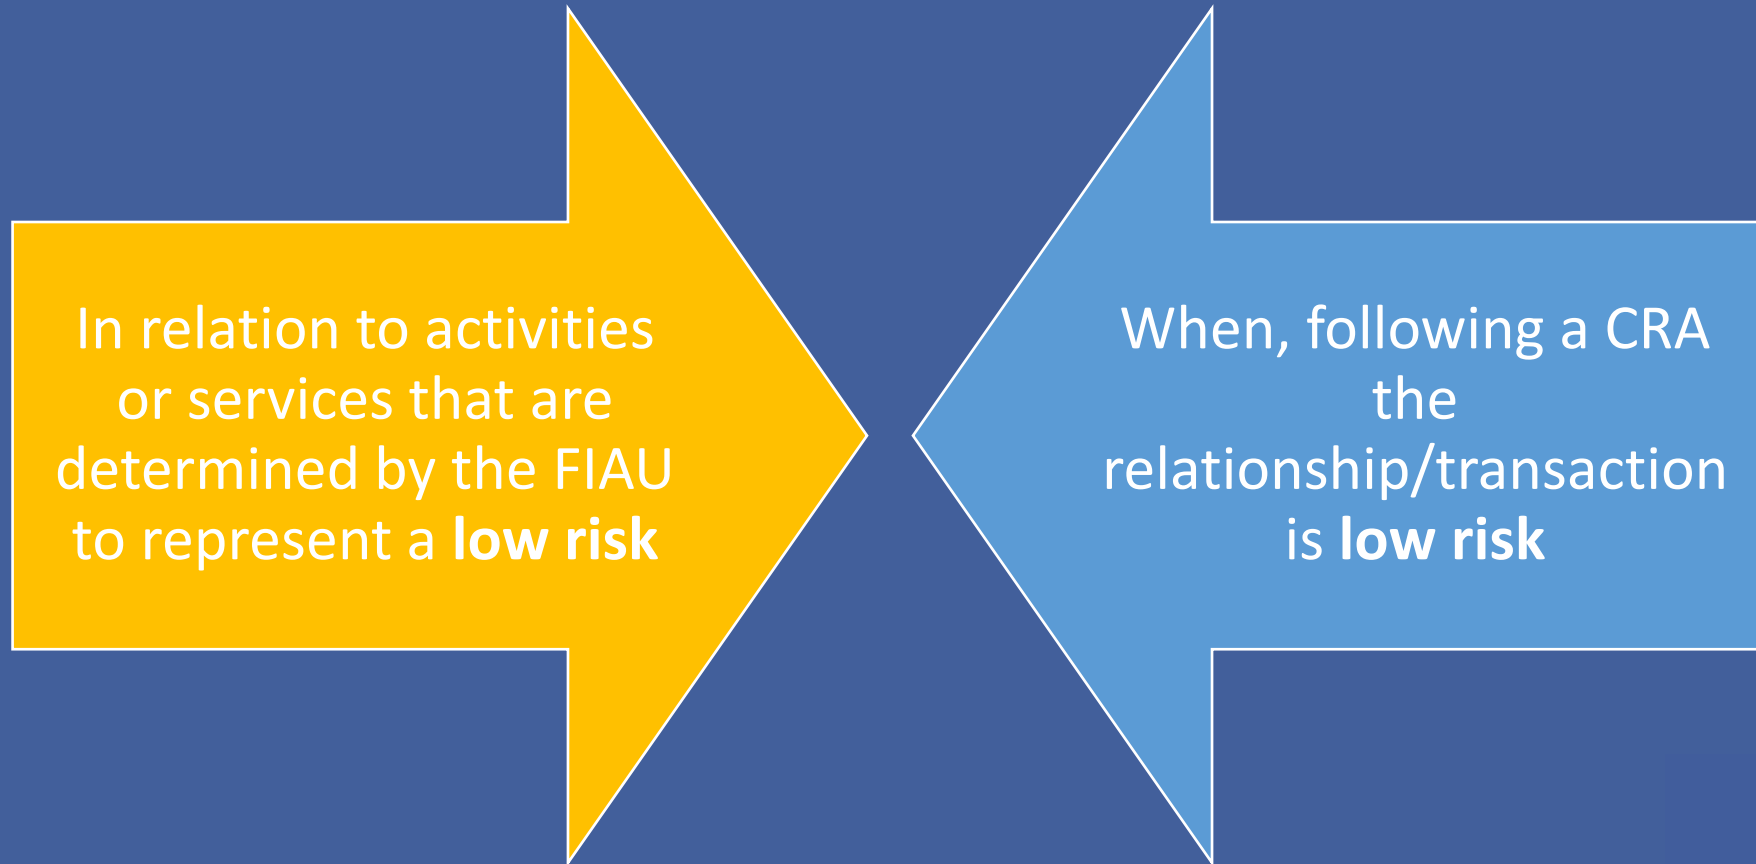 In relation to activities
or services that are
determined by the FIAU
to represent a low risk
When, following a CRA
the
relationship/transaction
is low risk